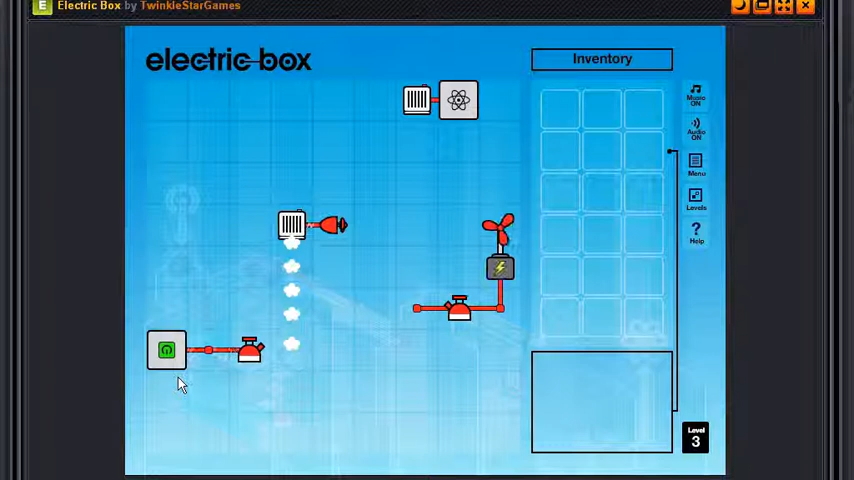 E Electric Box by TwinkleStarGames
electric box
Inventory
Music
ON
Audio
ON
Menu
Levels
?
Help
Level
3